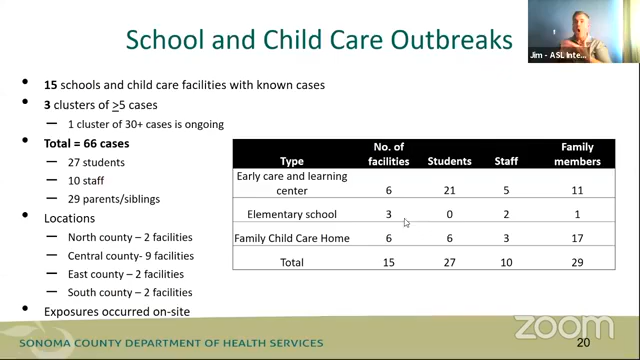 School and Child Care Outbreaks
Jim - ASL Inte...
• 15 schools and child care facilities with known cases
• 3 clusters of >5 cases
— 1 cluster of 30+ cases is ongoing
• Total = 66 cases
— 27 students
— 10 staff
— 29 parents/siblings
• Locations
— North county – 2 facilities
— Central county- 9 facilities
— East county – 2 facilities
— South county – 2 facilities
• Exposures occurred on-site
Type No. of facilities Students Staff Family members
Early care and learning center 6 21 5 11
Elementary school 3 0 2 1
Family Child Care Home 6 6 3 17
Total 15 27 10 29
zoom
SONOMA COUNTY DEPARTMENT OF HEALTH SERVICES
20